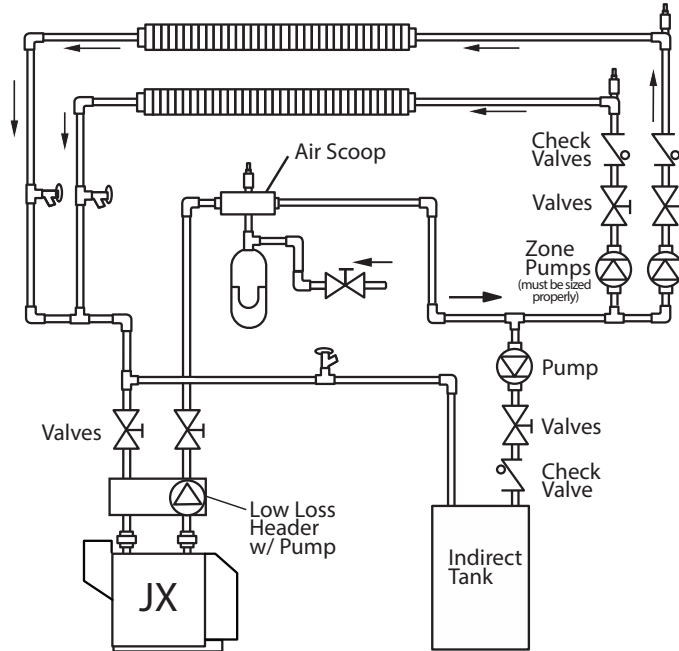 Air Scoop
Check
Valves
Valves
Zone
Pumps
(must be sized
properly)
Pump
Valves
Valves
Check
Valve
Low Loss
Header
w/ Pump
Indirect
Tank
JX